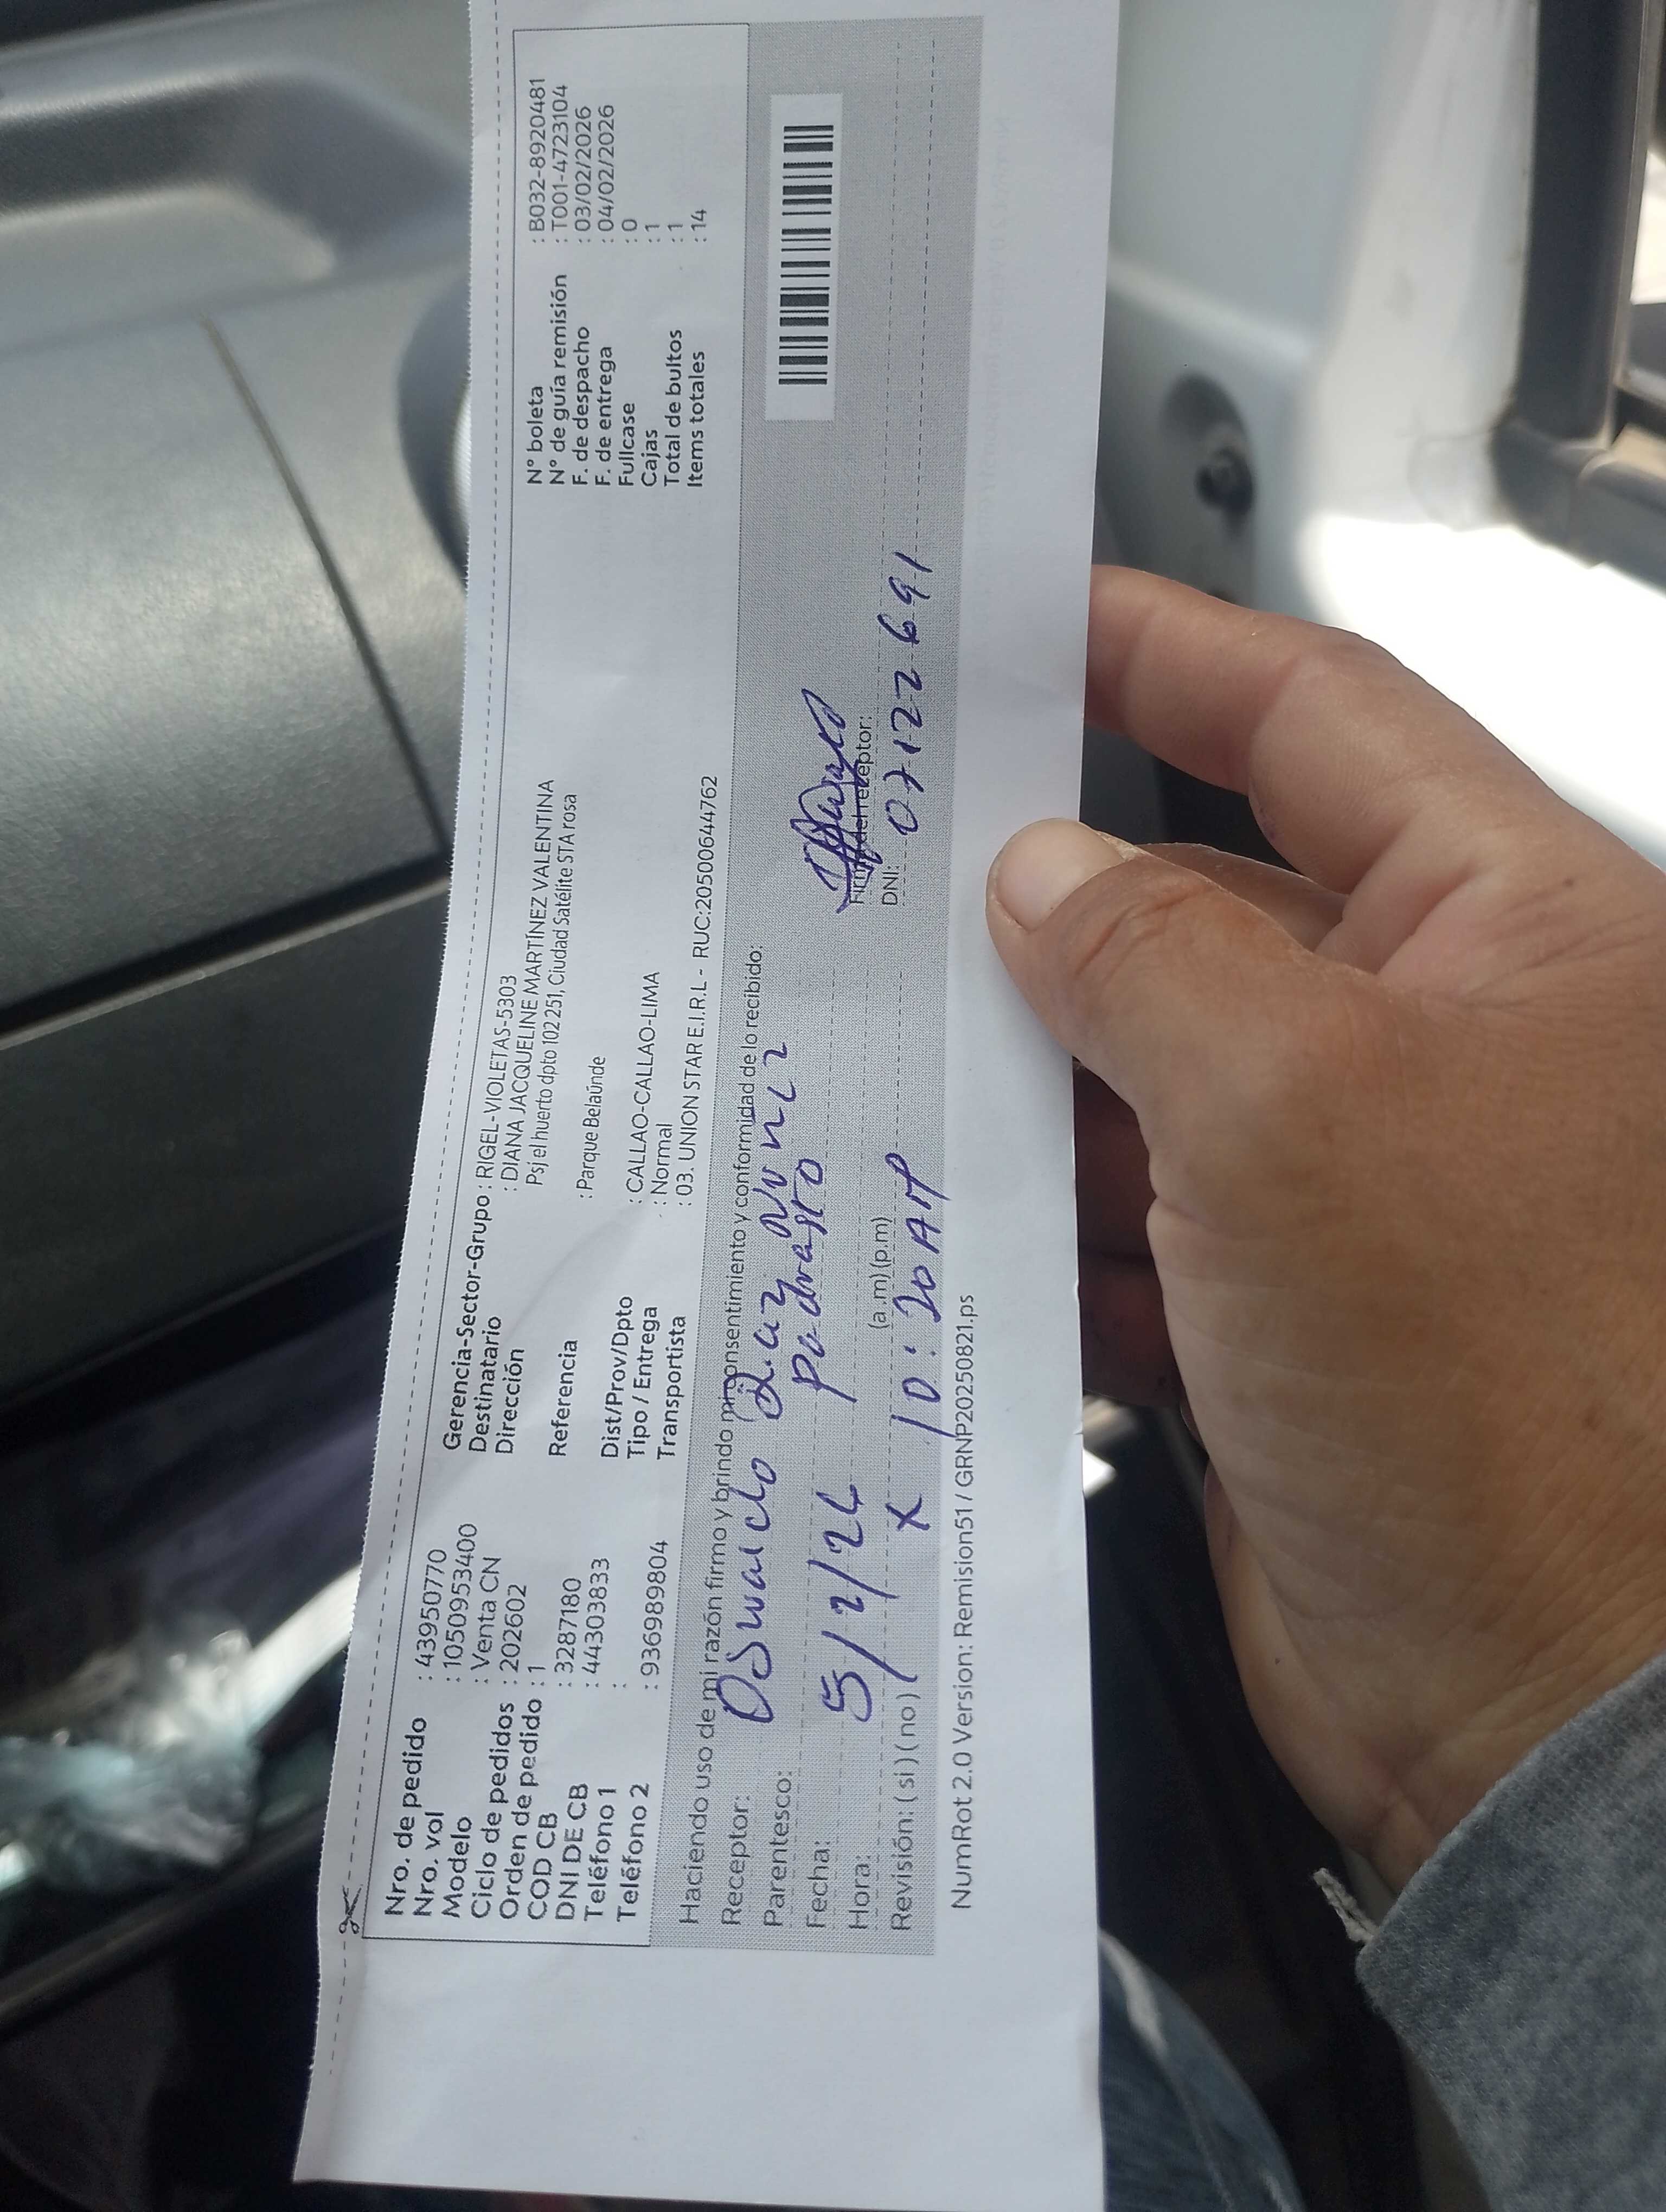 Nro. de pedido : 43950770
Nro. vol : 1050953400
Modelo : Venta CN
Ciclo de pedidos : 202602
Orden de pedido : 1
COD CB : 3287180
DNI DE CB : 44303833
Teléfono 1 :
Teléfono 2 : 936989804
Gerencia-Sector-Grupo : RIGEL-VIOLETAS-5303
Destinatario : DIANA JACQUELINE MARTÍNEZ VALENTINA
Dirección Psj el huerto dpto 102 251, Ciudad Satélite STA rosa
Referencia : Parque Belaúnde
Dist/Prov/Dpto : CALLAO-CALLAO-LIMA
Tipo / Entrega : Normal
Transportista : 03. UNION STAR E.I.R.L - RUC:20500644762
N° boleta : B032-8920481
N° de guía remisión : T001-4723104
F. de despacho : 03/02/2026
F. de entrega : 04/02/2026
Fullcase : 0
Cajas : 1
Total de bultos : 1
Items totales : 14
Haciendo uso de mi razón firmo y brindo mi consentimiento y conformidad de lo recibido:
Receptor: Oswaldo Diaz
Parentesco: padrastro
Fecha: 5/2/26
Hora: (a.m) (p.m) 10:20 AM
Revisión: ( si ) ( no ) X
Firma del receptor:
DNI: 07122691
NumRot 2.0 Version: Remision51 / GRNP20250821.ps